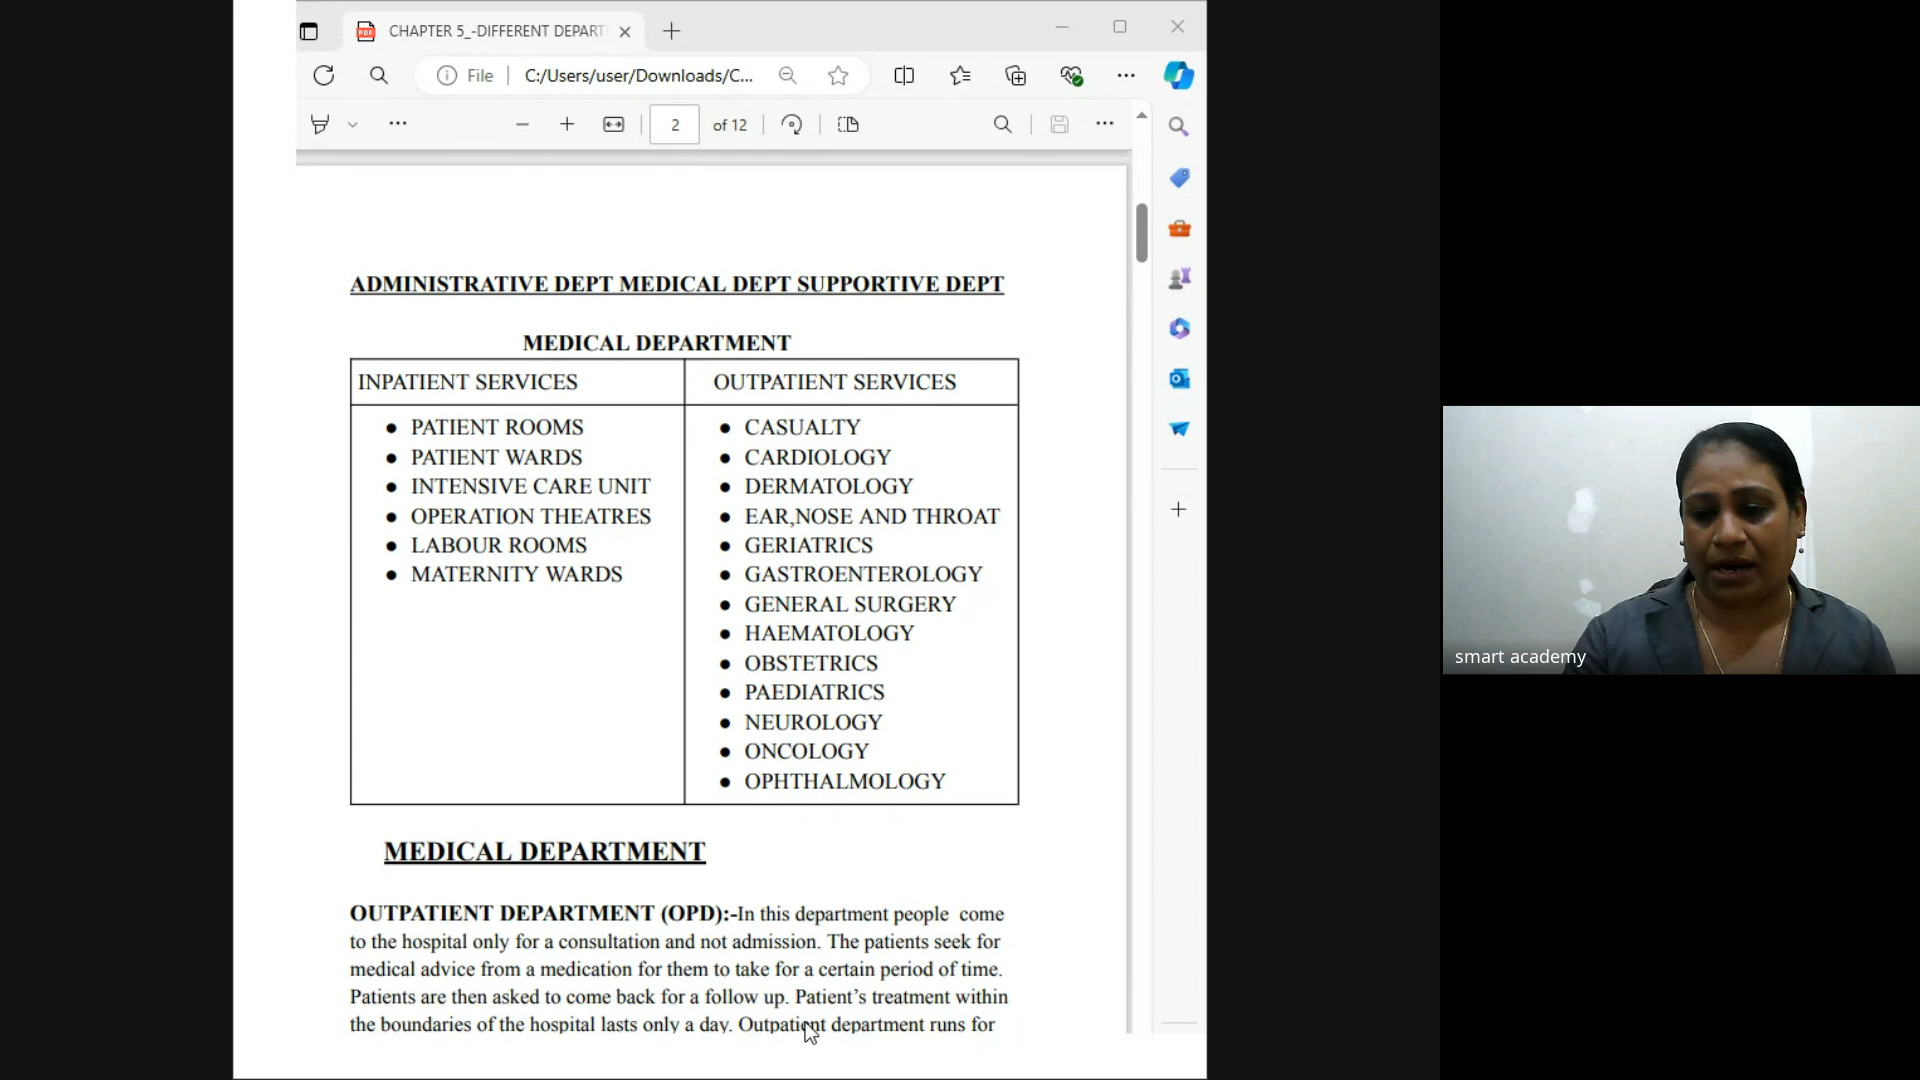 CHAPTER 5_-DIFFERENT DEPART
File
C:/Users/user/Downloads/C...
2
of 12
ADMINISTRATIVE DEPT MEDICAL DEPT SUPPORTIVE DEPT
MEDICAL DEPARTMENT
INPATIENT SERVICES
● PATIENT ROOMS
● PATIENT WARDS
● INTENSIVE CARE UNIT
● OPERATION THEATRES
● LABOUR ROOMS
● MATERNITY WARDS
OUTPATIENT SERVICES
● CASUALTY
● CARDIOLOGY
● DERMATOLOGY
● EAR,NOSE AND THROAT
● GERIATRICS
● GASTROENTEROLOGY
● GENERAL SURGERY
● HAEMATOLOGY
● OBSTETRICS
● PAEDIATRICS
● NEUROLOGY
● ONCOLOGY
● OPHTHALMOLOGY
MEDICAL DEPARTMENT
OUTPATIENT DEPARTMENT (OPD):-In this department people come
to the hospital only for a consultation and not admission. The patients seek for
medical advice from a medication for them to take for a certain period of time.
Patients are then asked to come back for a follow up. Patient’s treatment within
the boundaries of the hospital lasts only a day. Outpatient department runs for
smart academy